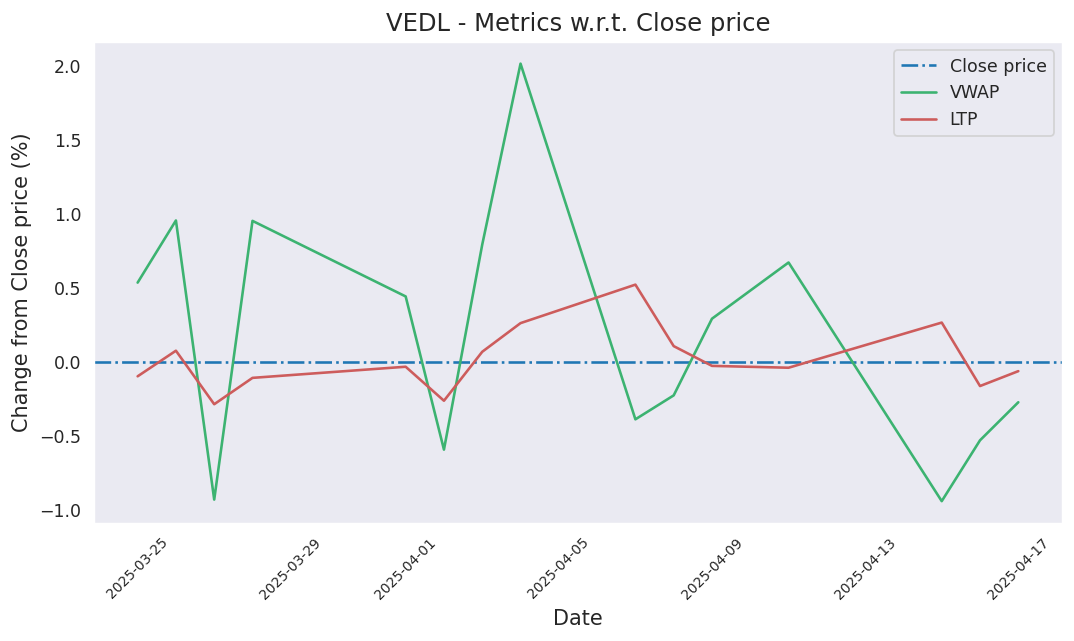 VEDL - Metrics w.r.t. Close price
Close price
VWAP
LTP
Change from Close price (%)
2.0
1.5
1.0
0.5
0.0
−0.5
−1.0
2025-03-25
2025-03-29
2025-04-01
2025-04-05
2025-04-09
2025-04-13
2025-04-17
Date